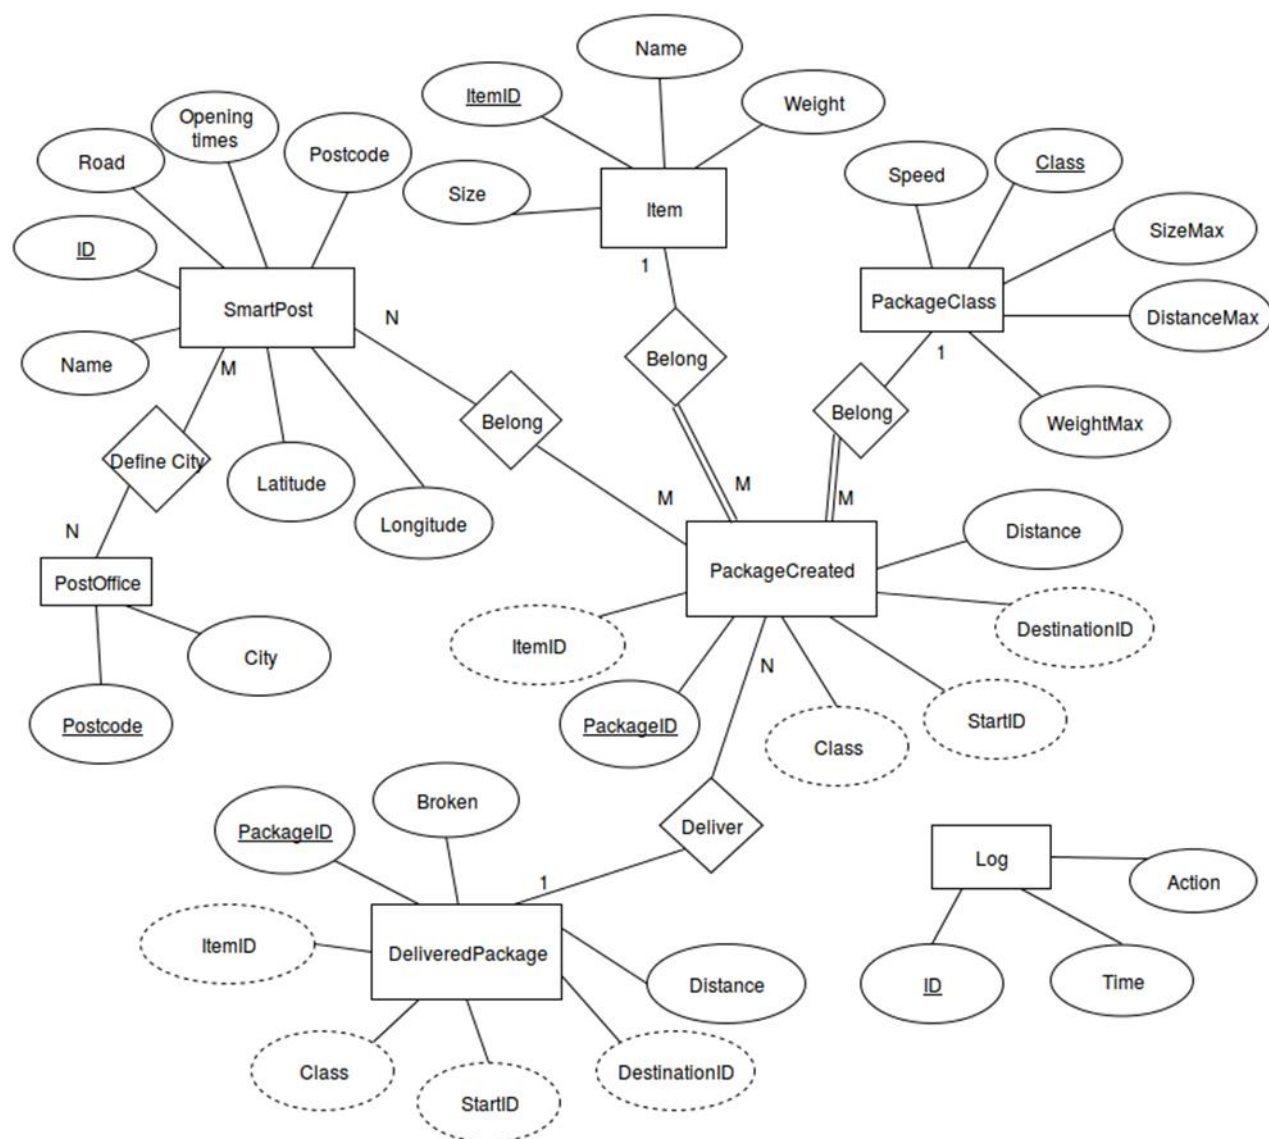 Name
ItemID
Weight
Opening
times
Postcode
Road
Size
Item
Speed
Class
SizeMax
ID
SmartPost
1
PackageClass
DistanceMax
N
Name
M
Belong
1
Belong
Belong
WeightMax
Define City
Latitude
Longitude
M
M
M
N
Distance
PostOffice
PackageCreated
ItemID
DestinationID
City
N
Postcode
PackageID
Class
StartID
Broken
PackageID
Deliver
Log
1
Action
ItemID
DeliveredPackage
Distance
ID
Time
Class
StartID
DestinationID